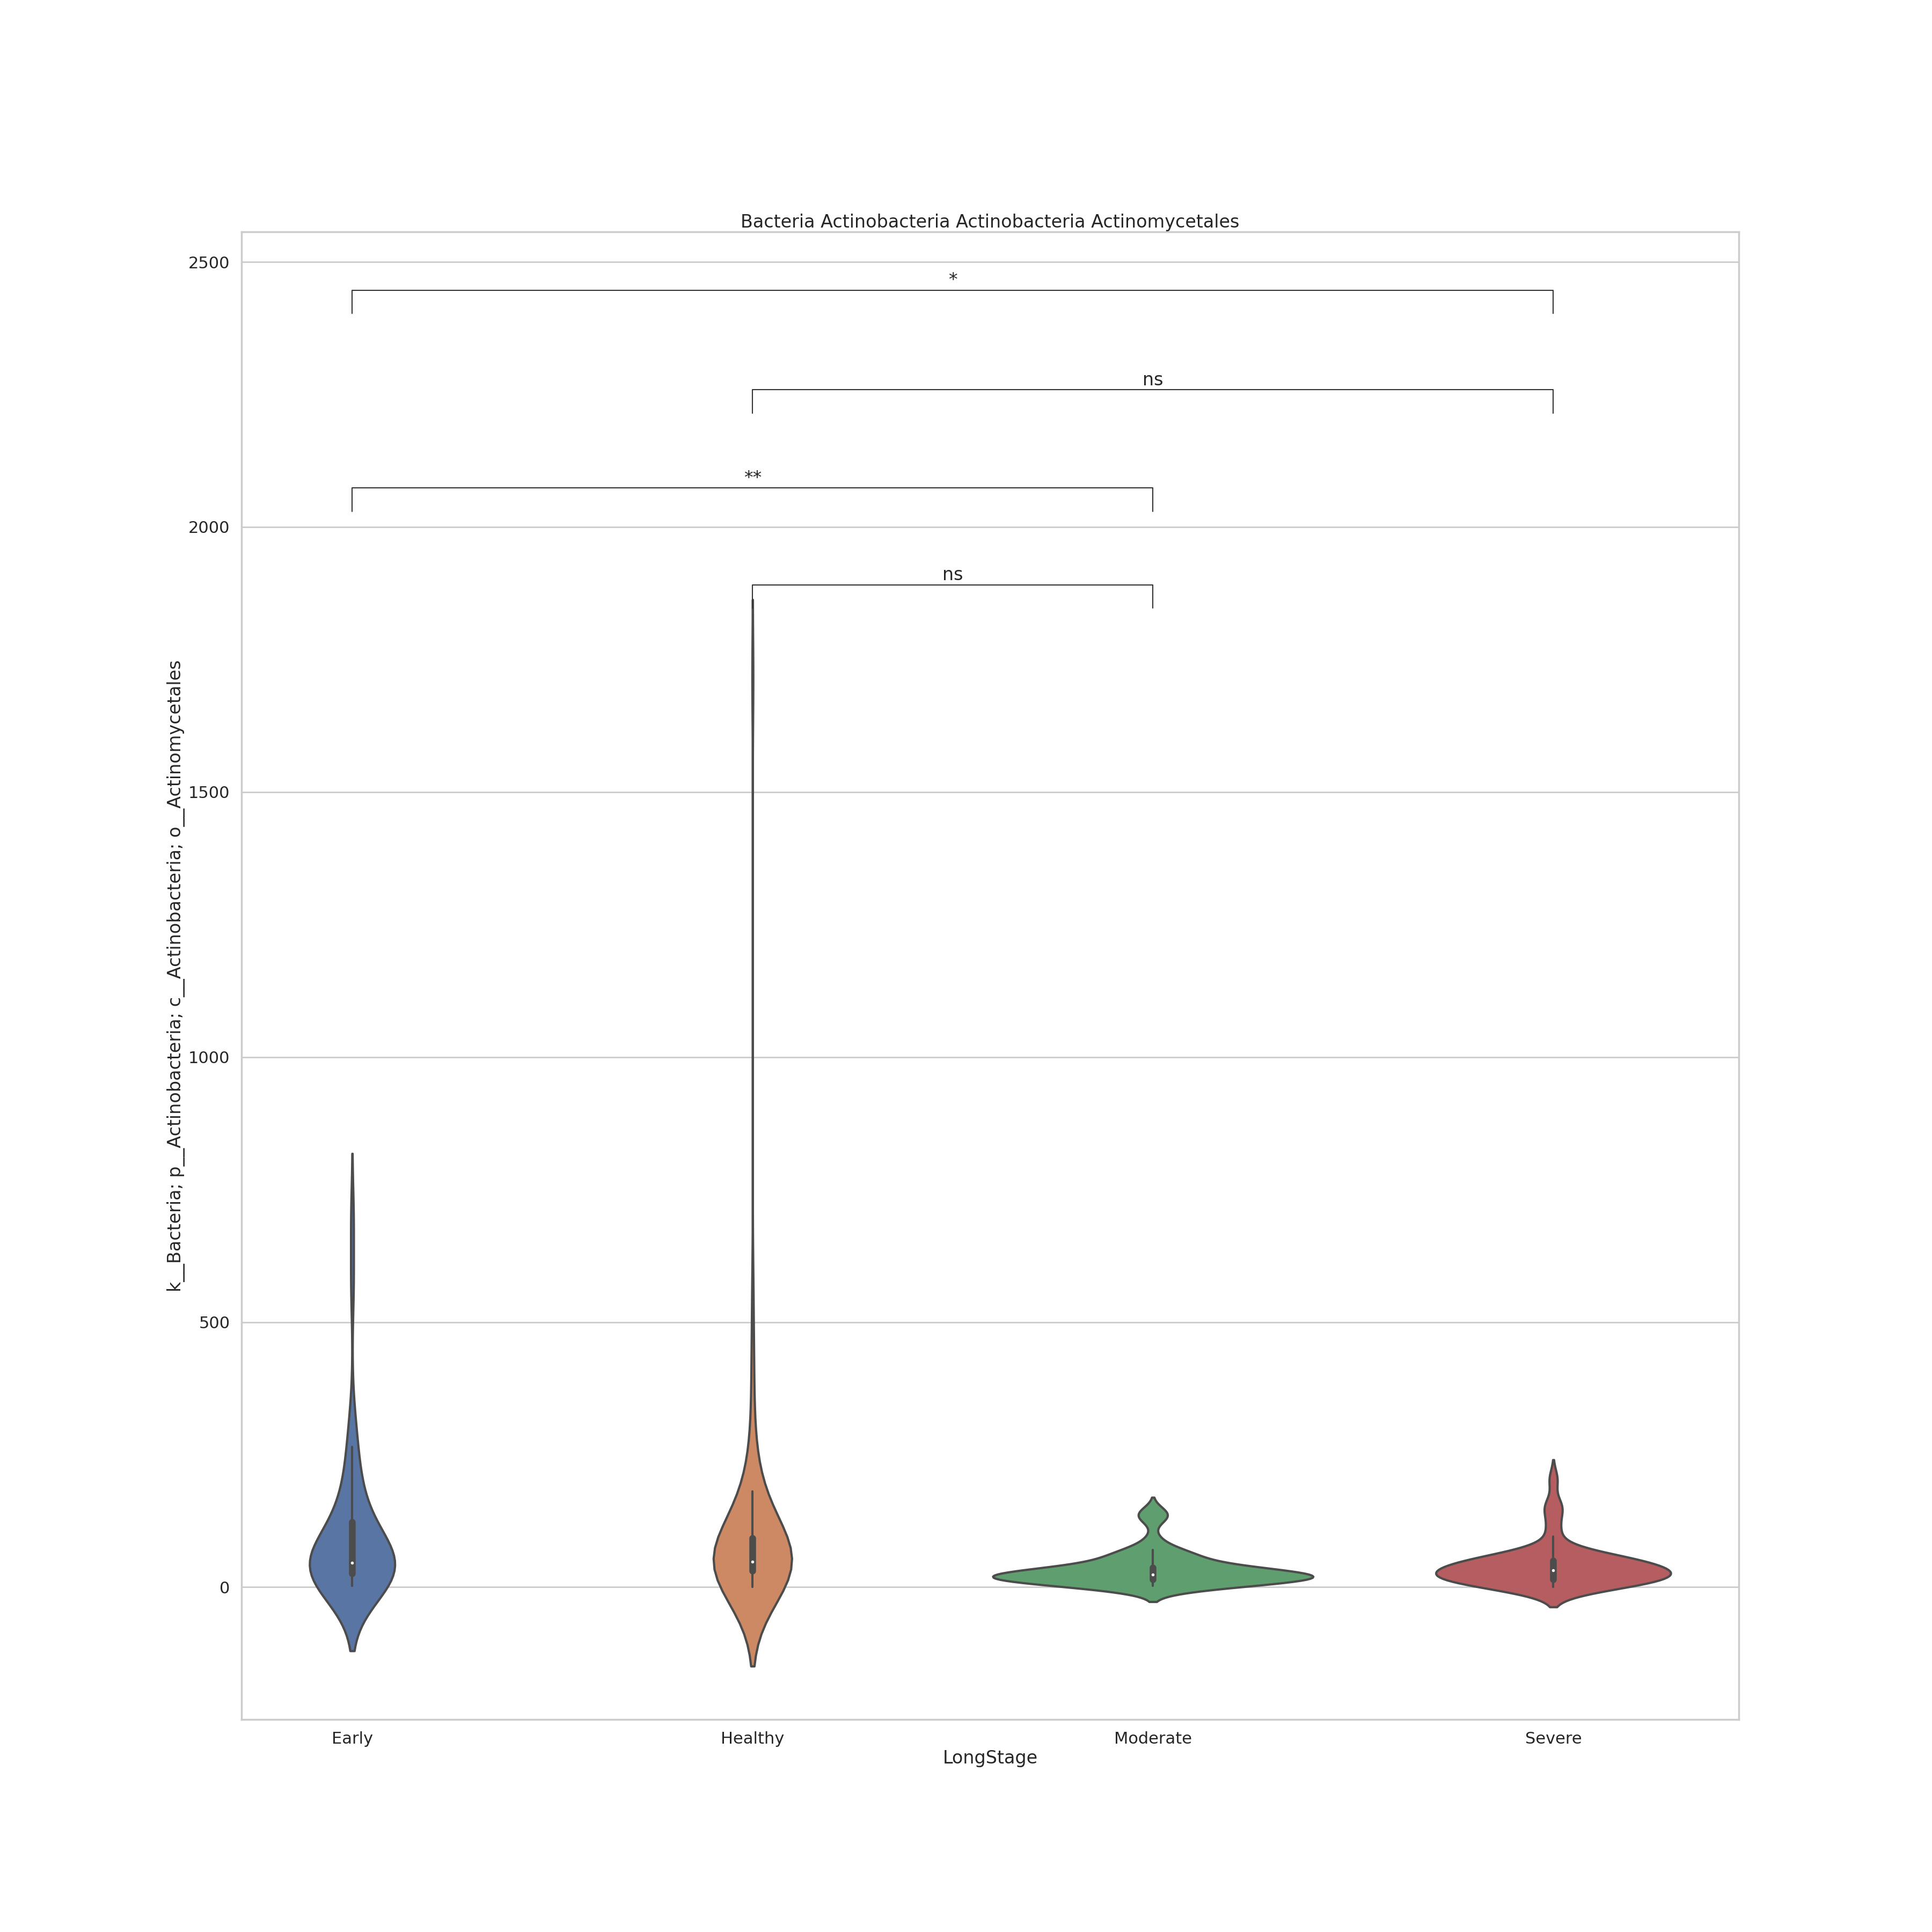 Bacteria Actinobacteria Actinobacteria Actinomycetales
2500
*
ns
**
2000
ns
k__Bacteria; p__Actinobacteria; c__Actinobacteria; o__Actinomycetales
1500
1000
500
0
Early Healthy Moderate Severe
LongStage